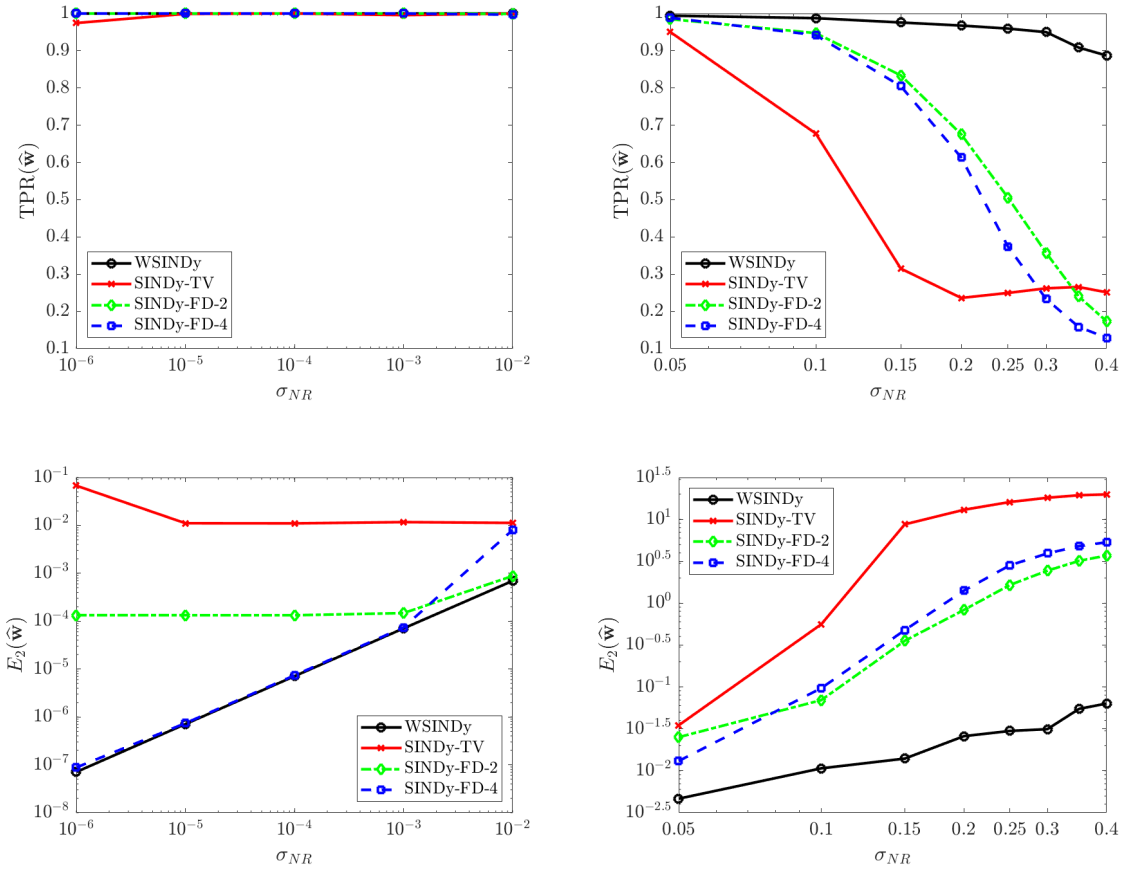 TPR(ŵ)
1
0.9
0.8
0.7
0.6
0.5
0.4
0.3
0.2
0.1
WSINDy
SINDy-TV
SINDy-FD-2
SINDy-FD-4
10^-6
10^-5
10^-4
10^-3
10^-2
σ_NR
TPR(ŵ)
1
0.9
0.8
0.7
0.6
0.5
0.4
0.3
0.2
0.1
WSINDy
SINDy-TV
SINDy-FD-2
SINDy-FD-4
0.05
0.1
0.15
0.2
0.25
0.3
0.4
σ_NR
E_2(ŵ)
10^-1
10^-2
10^-3
10^-4
10^-5
10^-6
10^-7
10^-8
WSINDy
SINDy-TV
SINDy-FD-2
SINDy-FD-4
10^-6
10^-5
10^-4
10^-3
10^-2
σ_NR
E_2(ŵ)
10^1.5
10^1
10^0.5
10^0
10^-0.5
10^-1
10^-1.5
10^-2
10^-2.5
WSINDy
SINDy-TV
SINDy-FD-2
SINDy-FD-4
0.05
0.1
0.15
0.2
0.25
0.3
0.4
σ_NR